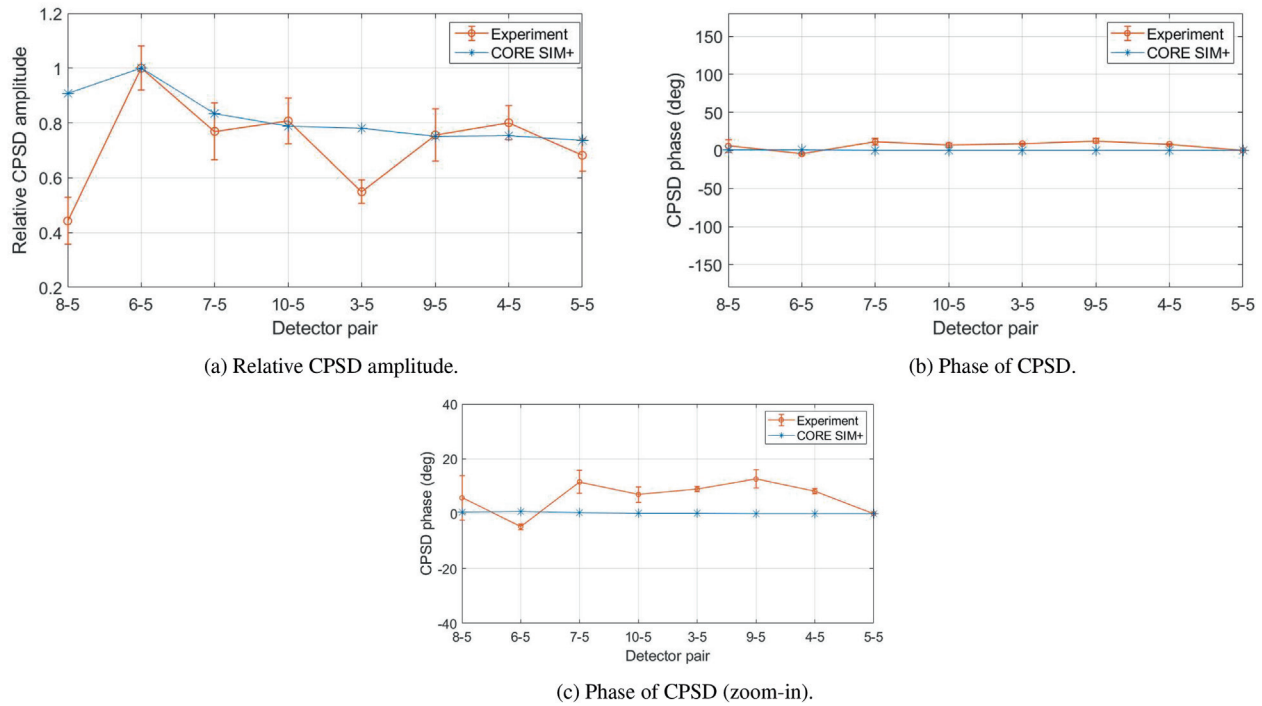 1.2
1
0.8
0.6
0.4
0.2
Relative CPSD amplitude
Experiment
CORE SIM+
8-5 6-5 7-5 10-5 3-5 9-5 4-5 5-5
Detector pair
(a) Relative CPSD amplitude.
150
100
50
0
-50
-100
-150
CPSD phase (deg)
Experiment
CORE SIM+
8-5 6-5 7-5 10-5 3-5 9-5 4-5 5-5
Detector pair
(b) Phase of CPSD.
40
20
0
-20
-40
CPSD phase (deg)
Experiment
CORE SIM+
8-5 6-5 7-5 10-5 3-5 9-5 4-5 5-5
Detector pair
(c) Phase of CPSD (zoom-in).